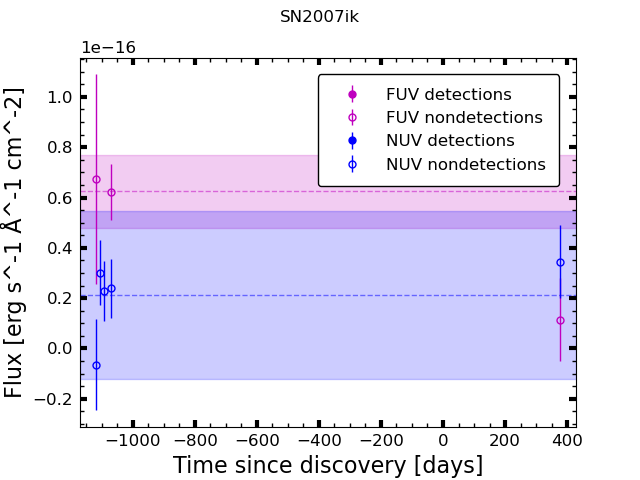 SN2007ik
1e−16
FUV detections
FUV nondetections
NUV detections
NUV nondetections
1.0
0.8
0.6
0.4
0.2
0.0
−0.2
Flux [erg s^-1 Å^-1 cm^-2]
−1000 −800 −600 −400 −200 0 200 400
Time since discovery [days]